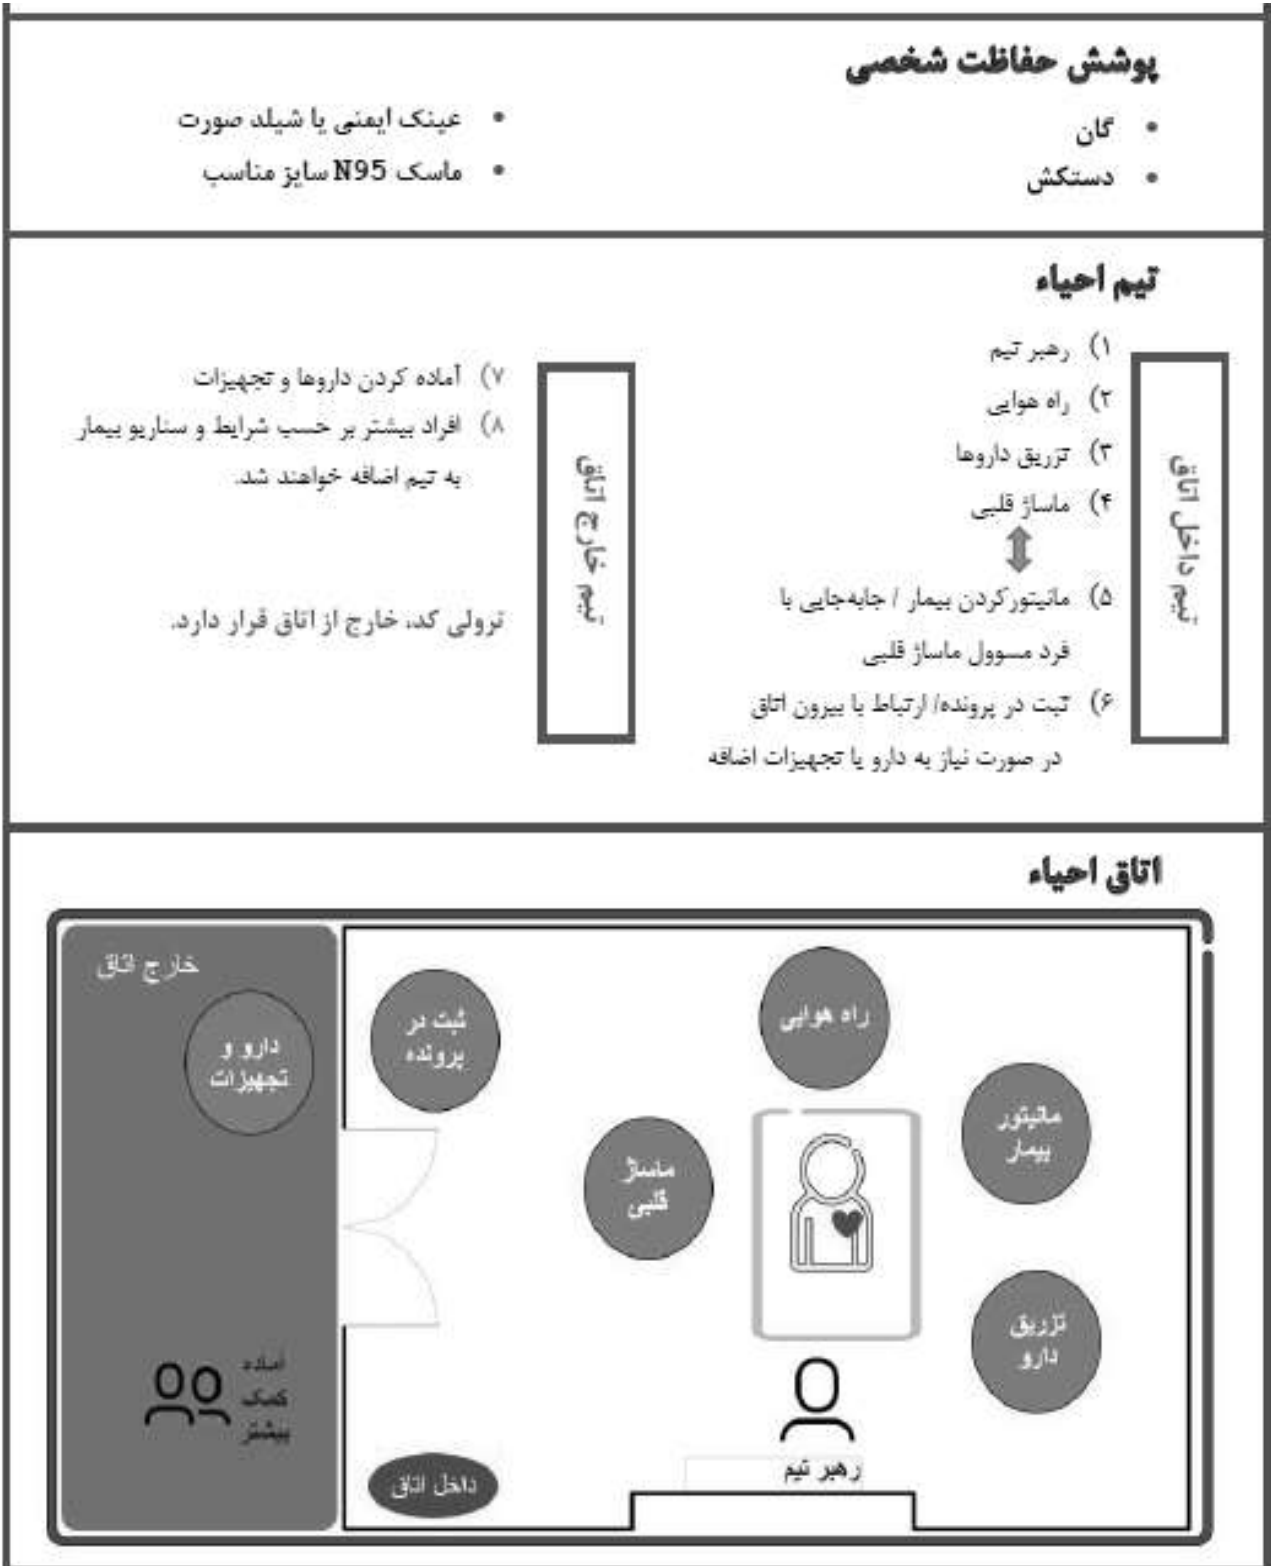 پوشش حفاظت شخصی
• گان
• دستکش
• عینک ایمنی یا شیلد صورت
• ماسک N95 سایز مناسب
تیم احیاء
تیم داخل اتاق
۱) رهبر تیم
۲) راه هوایی
۳) تزریق داروها
۴) ماساژ قلبی
۵) مانیتورکردن بیمار / جابه‌جایی با
فرد مسوول ماساژ قلبی
۶) ثبت در پرونده/ ارتباط با بیرون اتاق
در صورت نیاز به دارو یا تجهیزات اضافه
تیم خارج اتاق
۷) آماده کردن داروها و تجهیزات
۸) افراد بیشتر بر حسب شرایط و سناریو بیمار
به تیم اضافه خواهند شد.
ترولی کد، خارج از اتاق قرار دارد.
اتاق احیاء
راه هوایی
مانیتور
بیمار
تزریق
دارو
ماساژ
قلبی
رهبر تیم
ثبت در
پرونده
داخل اتاق
خارج اتاق
دارو و
تجهیزات
آماده
کمک
بیشتر